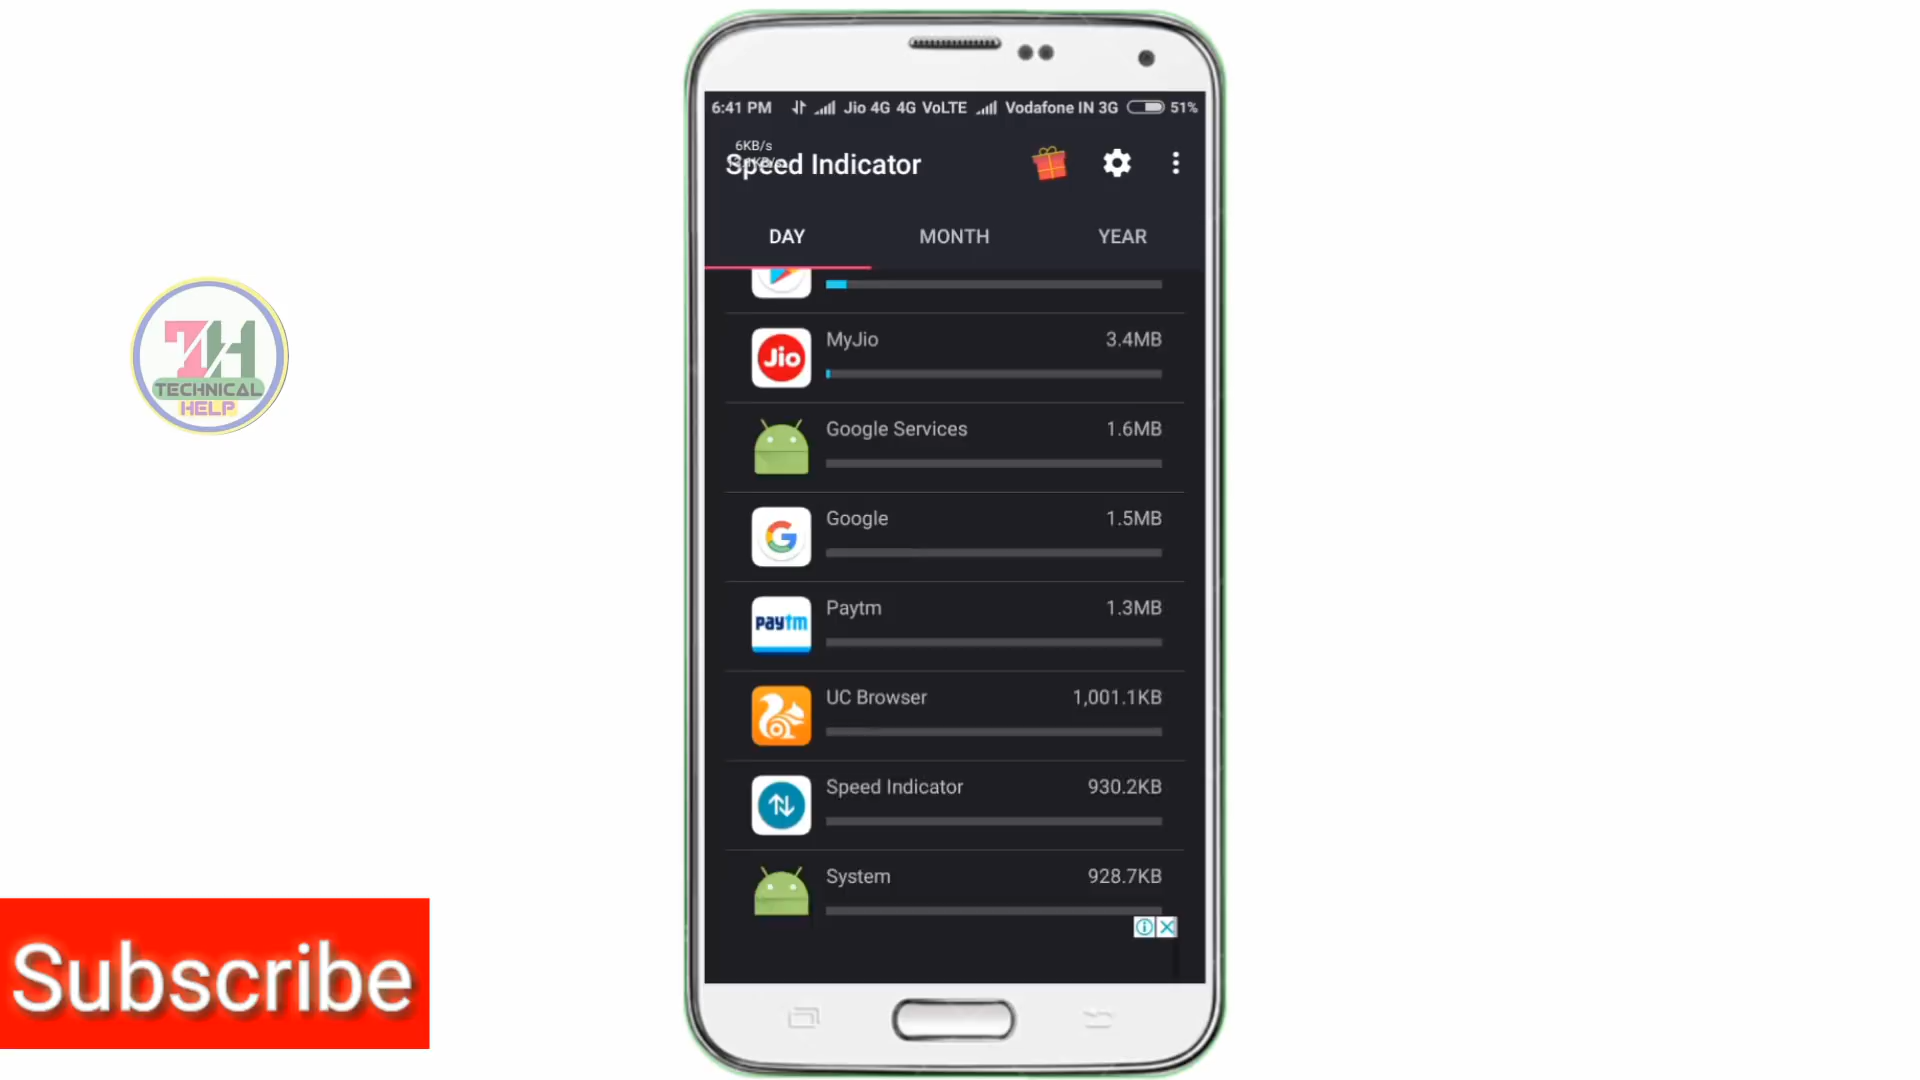 6:41 PM Jio 4G 4G VoLTE Vodafone IN 3G 51%
6KB/s
Speed Indicator
DAY MONTH YEAR
Jio
MyJio 3.4MB
Google Services 1.6MB
G
Google 1.5MB
paytm
Paytm 1.3MB
UC Browser 1,001.1KB
Speed Indicator 930.2KB
System 928.7KB
TH
TECHNICAL
HELP
Subscribe